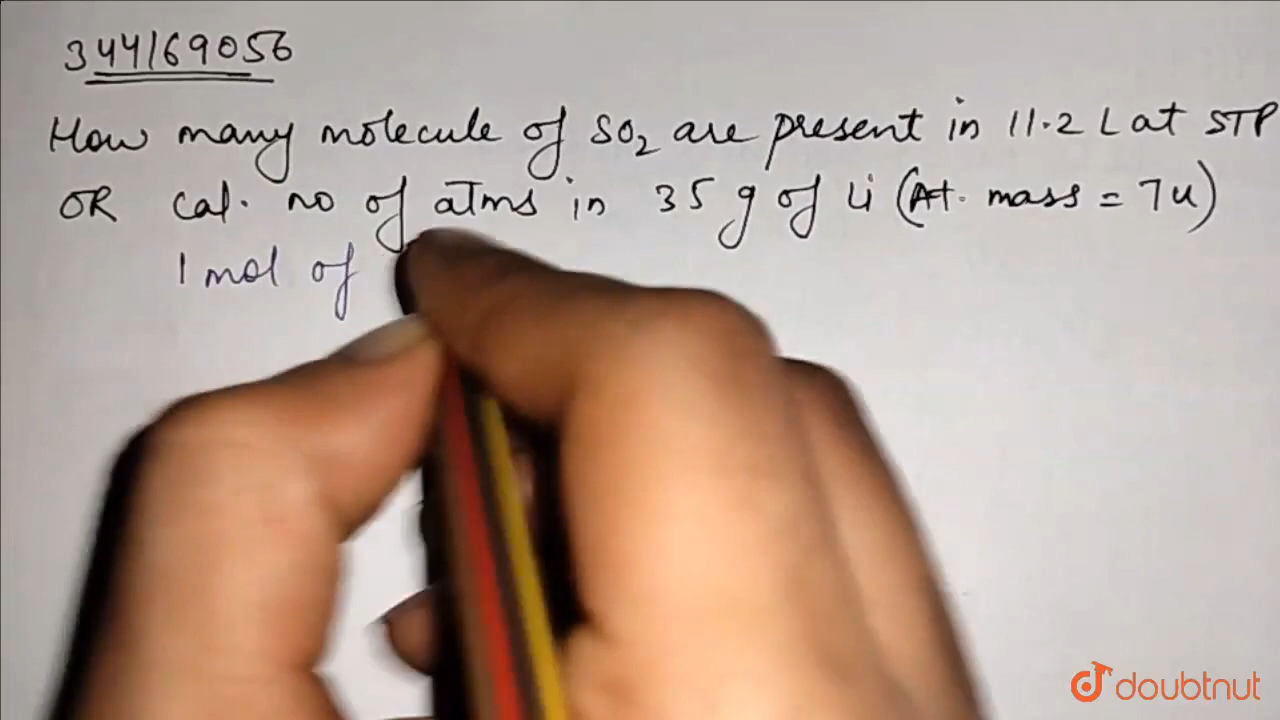 344169056
How many molecule of SO2 are present in 11.2 L at STP
OR cal. no of atms in 35 g of Li (At. mass = 7u)
1 mol of
doubtnut